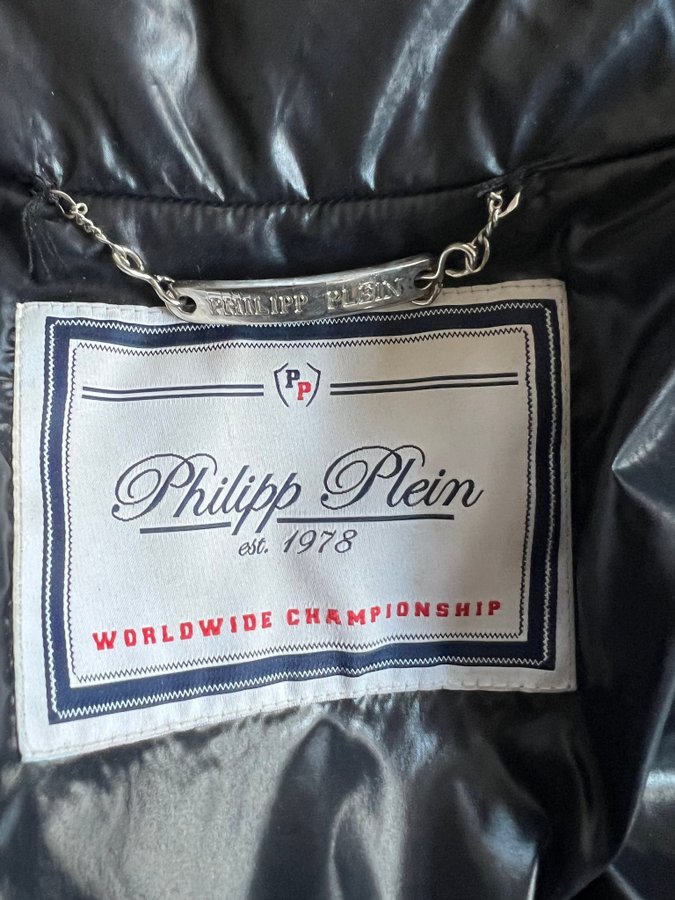 PHILIPP PLEIN
PP
Philipp Plein
est. 1978
WORLDWIDE CHAMPIONSHIP